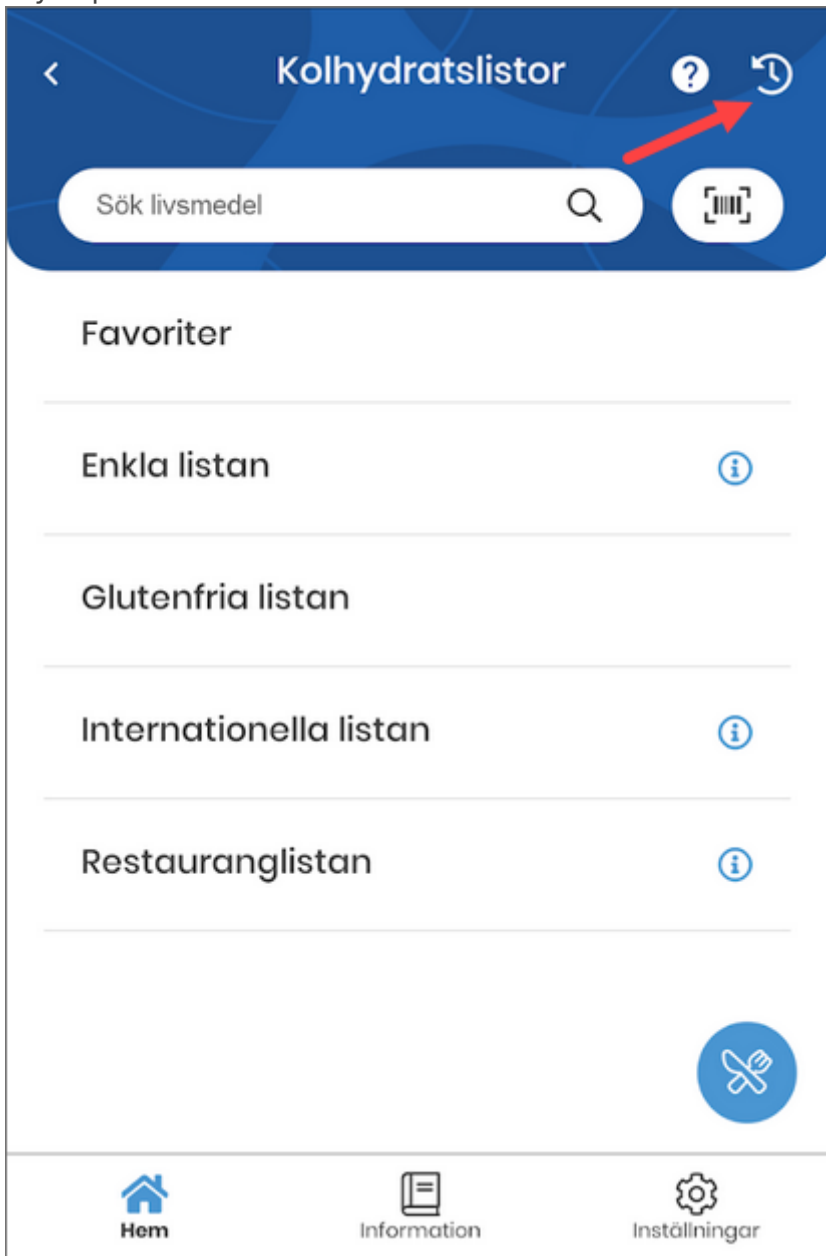 Kolhydratslistor
Sök livsmedel
Favoriter
Enkla listan
Glutenfria listan
Internationella listan
Restauranglistan
Hem
Information
Inställningar